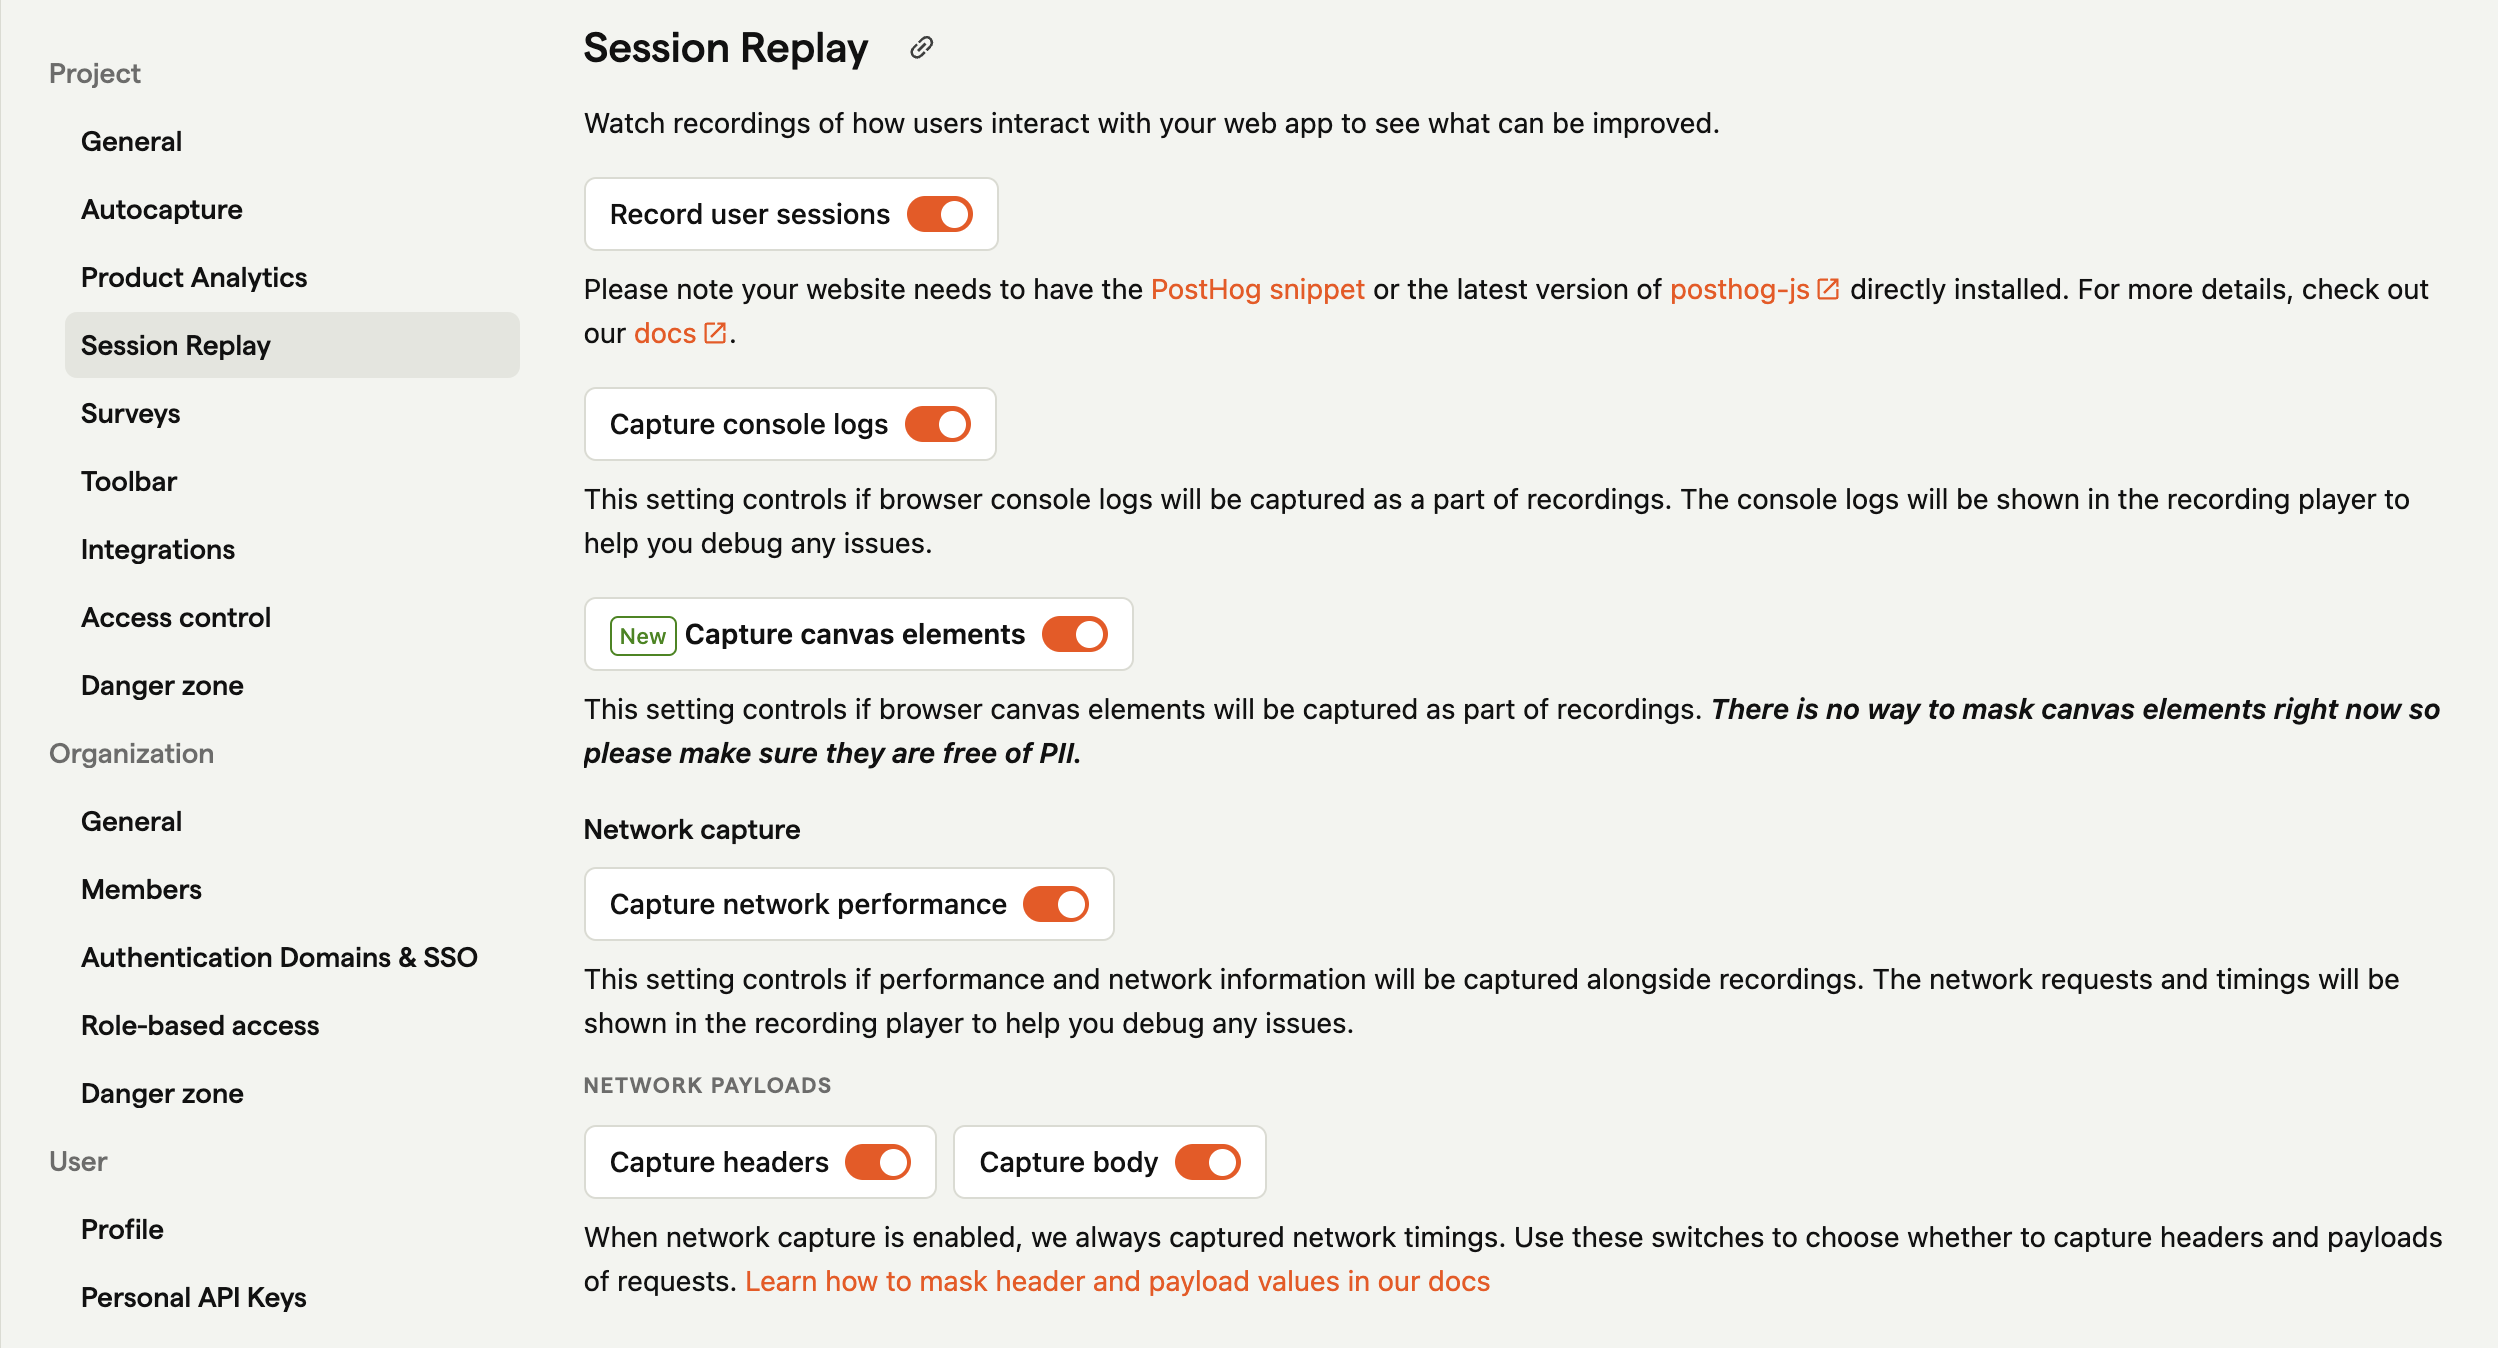 Project
General
Autocapture
Product Analytics
Session Replay
Surveys
Toolbar
Integrations
Access control
Danger zone
Organization
General
Members
Authentication Domains & SSO
Role-based access
Danger zone
User
Profile
Personal API Keys
Session Replay
Watch recordings of how users interact with your web app to see what can be improved.
Record user sessions
Please note your website needs to have the PostHog snippet or the latest version of posthog-js directly installed. For more details, check out
our docs .
Capture console logs
This setting controls if browser console logs will be captured as a part of recordings. The console logs will be shown in the recording player to
help you debug any issues.
New Capture canvas elements
This setting controls if browser canvas elements will be captured as part of recordings. There is no way to mask canvas elements right now so
please make sure they are free of PII.
Network capture
Capture network performance
This setting controls if performance and network information will be captured alongside recordings. The network requests and timings will be
shown in the recording player to help you debug any issues.
NETWORK PAYLOADS
Capture headers
Capture body
When network capture is enabled, we always captured network timings. Use these switches to choose whether to capture headers and payloads
of requests. Learn how to mask header and payload values in our docs